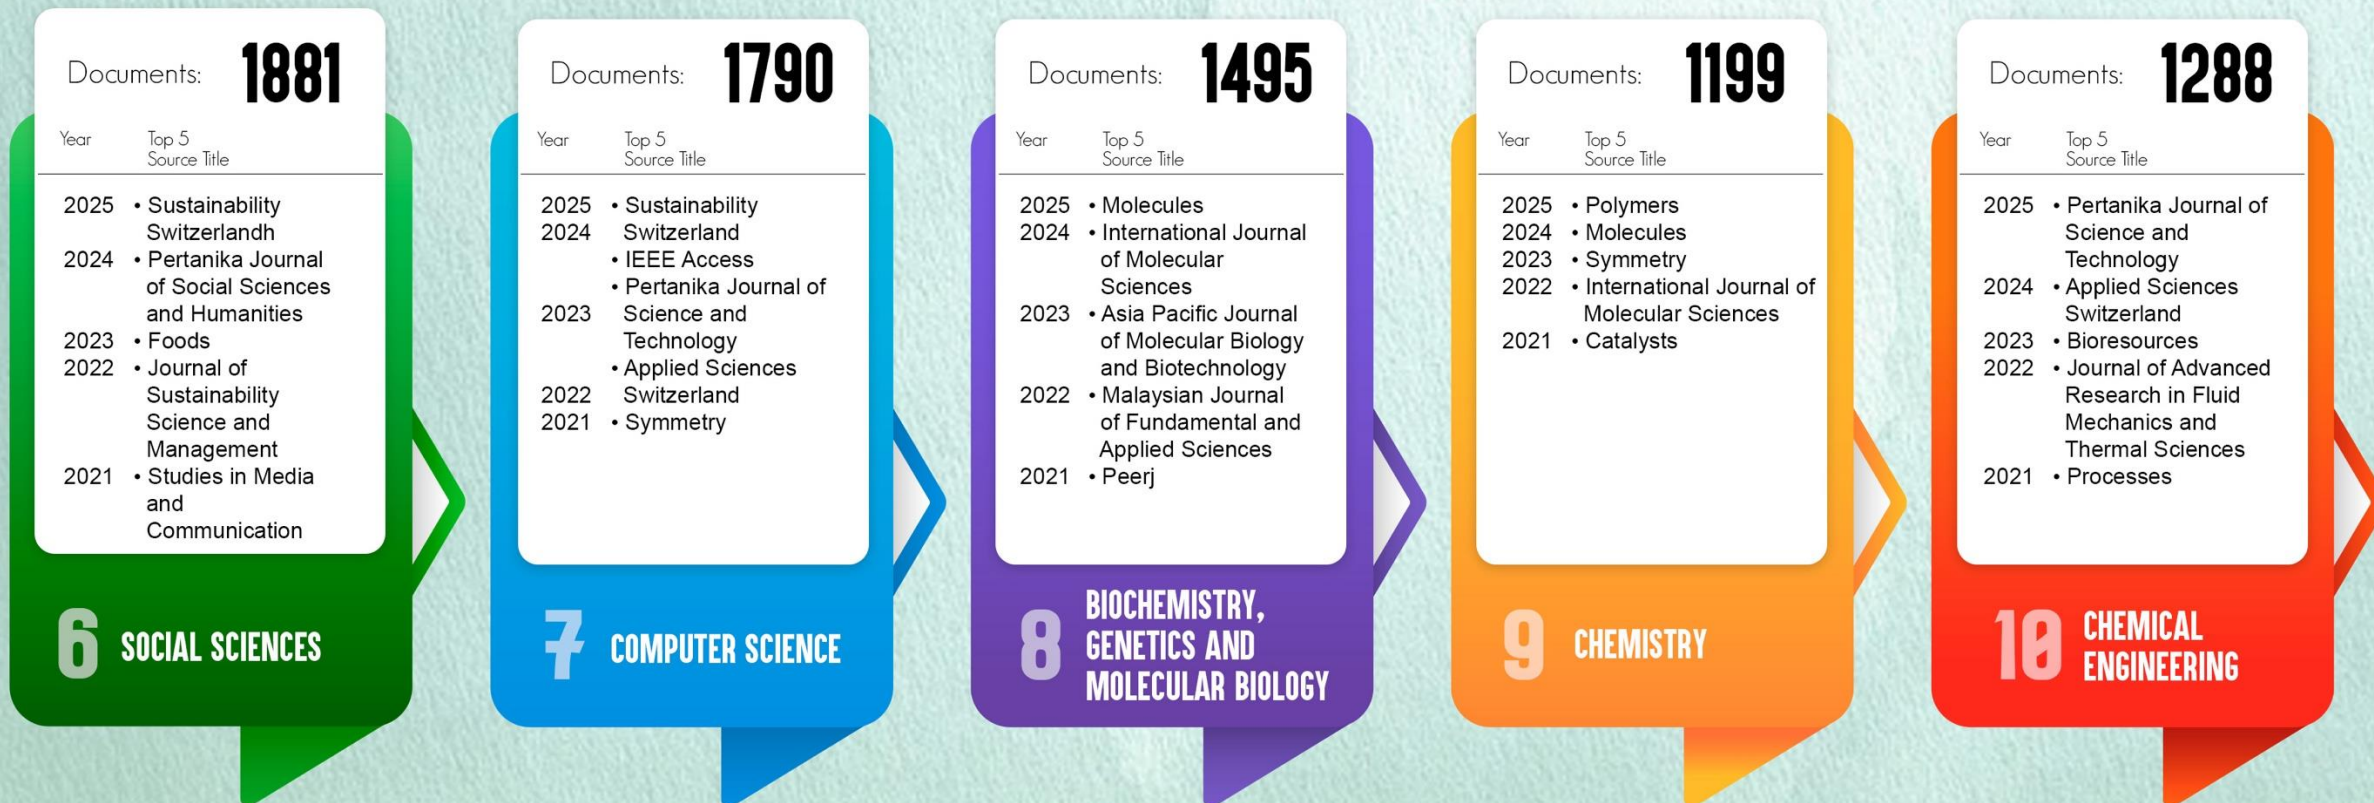 Documents: 1881
Year Top 5
Source Title
2025 • Sustainability
Switzerlandh
2024 • Pertanika Journal
of Social Sciences
and Humanities
2023 • Foods
2022 • Journal of
Sustainability
Science and
Management
2021 • Studies in Media
and
Communication
6 SOCIAL SCIENCES
Documents: 1790
Year Top 5
Source Title
2025 • Sustainability
2024 Switzerland
• IEEE Access
• Pertanika Journal of
2023 Science and
Technology
• Applied Sciences
2022 Switzerland
2021 • Symmetry
7 COMPUTER SCIENCE
Documents: 1495
Year Top 5
Source Title
2025 • Molecules
2024 • International Journal
of Molecular
Sciences
2023 • Asia Pacific Journal
of Molecular Biology
and Biotechnology
2022 • Malaysian Journal
of Fundamental and
Applied Sciences
2021 • Peerj
8 BIOCHEMISTRY,
GENETICS AND
MOLECULAR BIOLOGY
Documents: 1199
Year Top 5
Source Title
2025 • Polymers
2024 • Molecules
2023 • Symmetry
2022 • International Journal of
Molecular Sciences
2021 • Catalysts
9 CHEMISTRY
Documents: 1288
Year Top 5
Source Title
2025 • Pertanika Journal of
Science and
Technology
2024 • Applied Sciences
Switzerland
2023 • Bioresources
2022 • Journal of Advanced
Research in Fluid
Mechanics and
Thermal Sciences
2021 • Processes
10 CHEMICAL
ENGINEERING